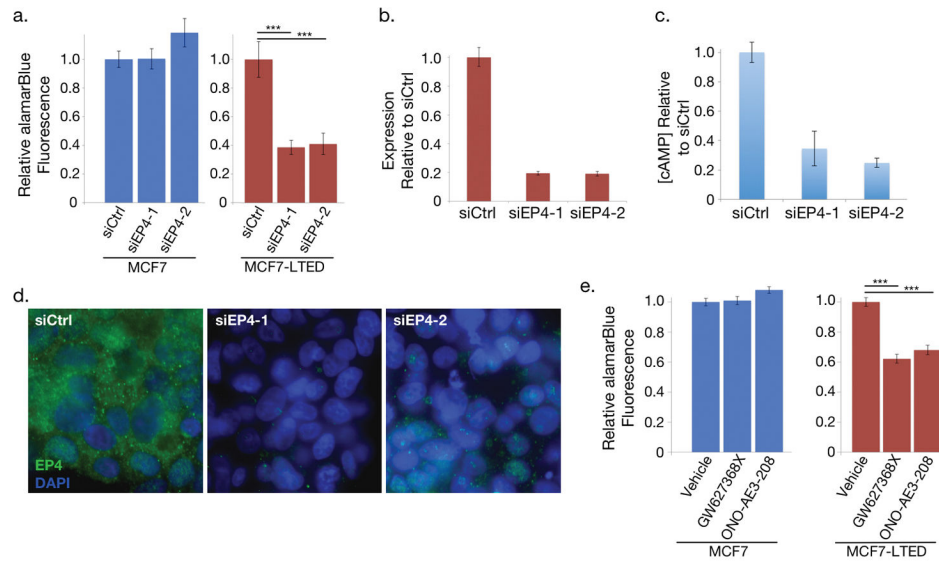 a.
Relative alamarBlue
Fluorescence
1.0
0.8
0.6
0.4
0.2
0
siCtrl
siEP4-1
siEP4-2
MCF7
1.0
0.8
0.6
0.4
0.2
0
***
***
siCtrl
siEP4-1
siEP4-2
MCF7-LTED
b.
Expression
Relative to siCtrl
1.0
0.8
0.6
0.4
0.2
0
siCtrl
siEP4-1
siEP4-2
c.
[cAMP] Relative
to siCtrl
1.0
0.8
0.6
0.4
0.2
0
siCtrl
siEP4-1
siEP4-2
d.
siCtrl
EP4
DAPI
siEP4-1
siEP4-2
e.
Relative alamarBlue
Fluorescence
1.0
0.8
0.6
0.4
0.2
0
Vehicle
GW627368X
ONO-AE3-208
MCF7
1.0
0.8
0.6
0.4
0.2
0
***
***
Vehicle
GW627368X
ONO-AE3-208
MCF7-LTED